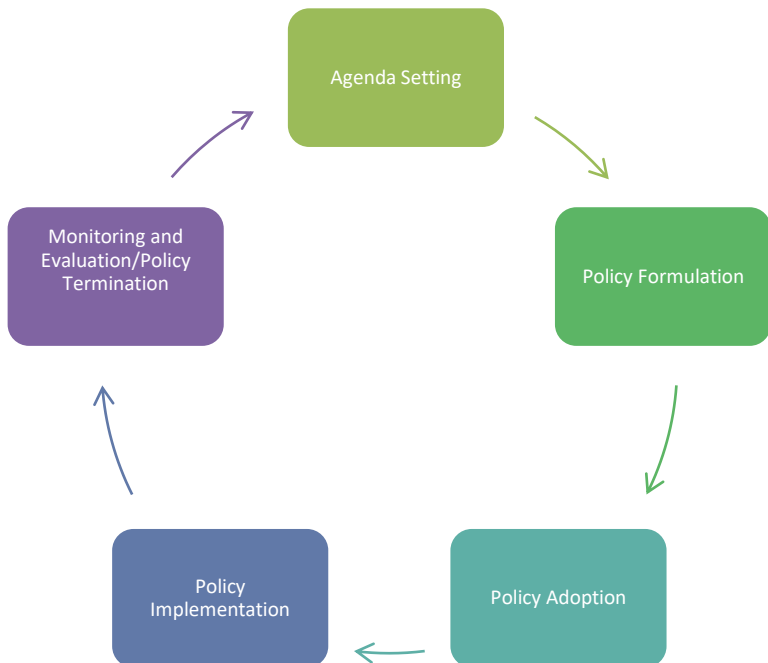 Agenda Setting
Policy Formulation
Policy Adoption
Policy
Implementation
Monitoring and
Evaluation/Policy
Termination